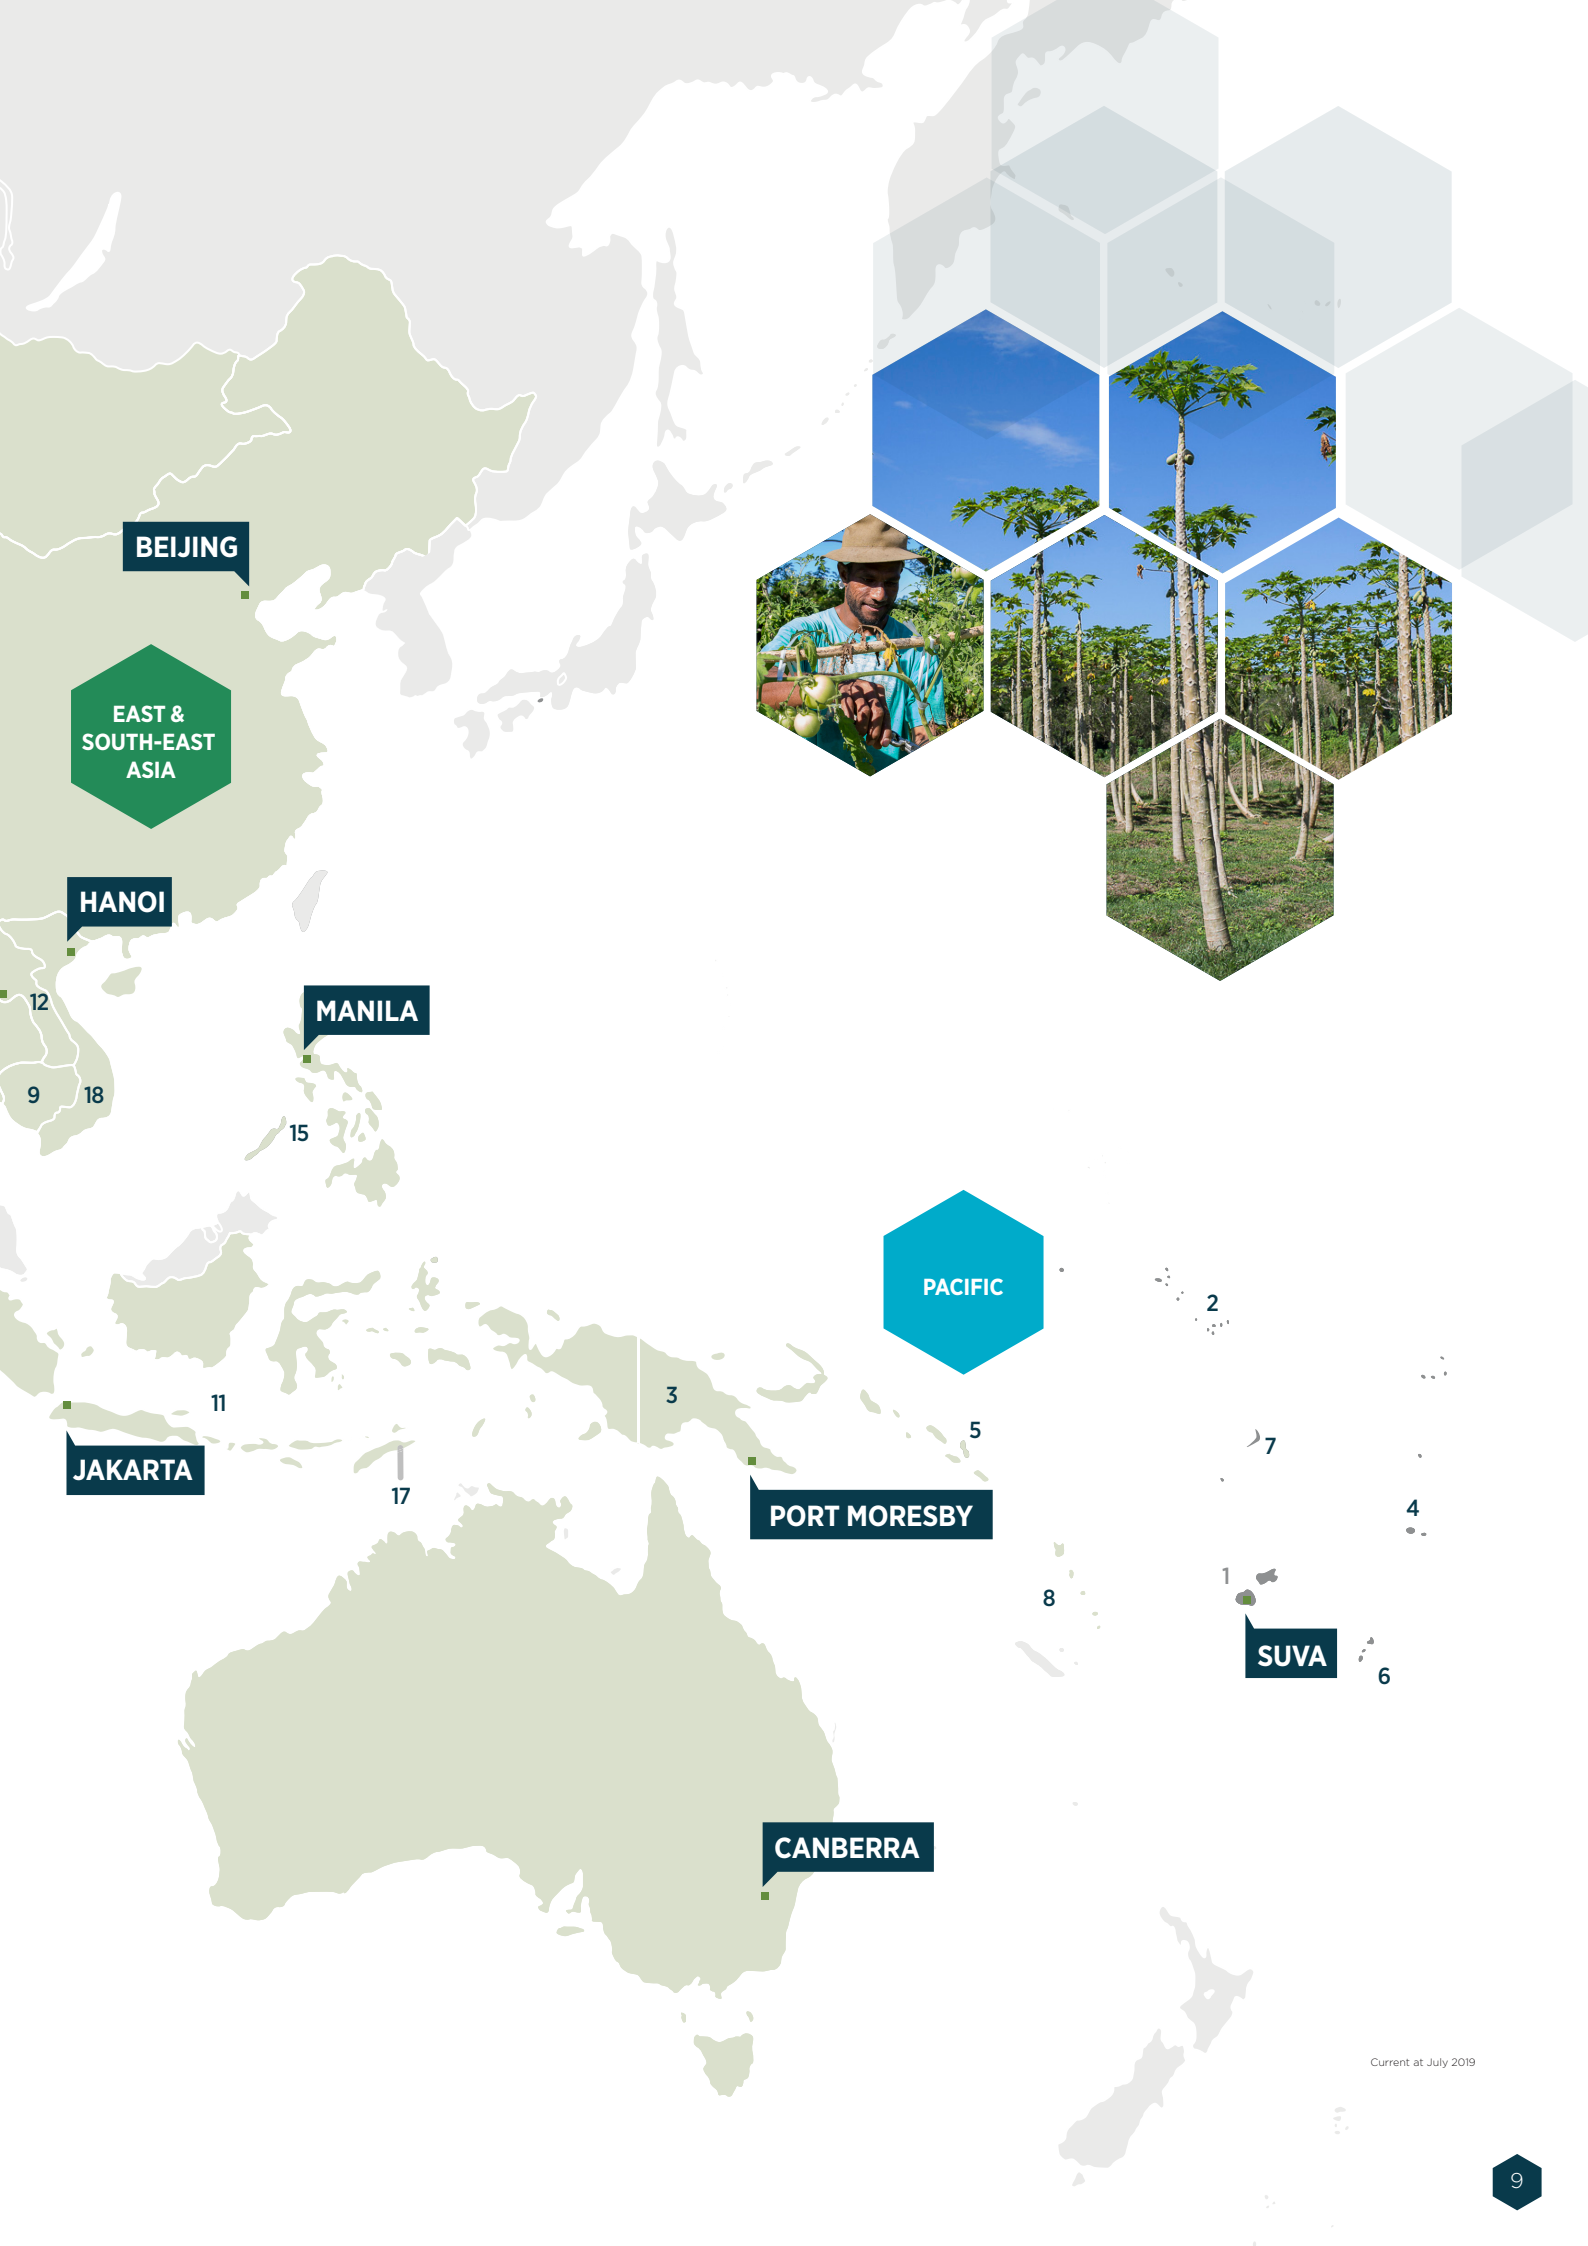 BEIJING
EAST &
SOUTH-EAST
ASIA
HANOI
12
MANILA
9
18
15
PACIFIC
2
3
11
5
7
JAKARTA
17
PORT MORESBY
4
1
8
SUVA
6
CANBERRA
Current at July 2019
9